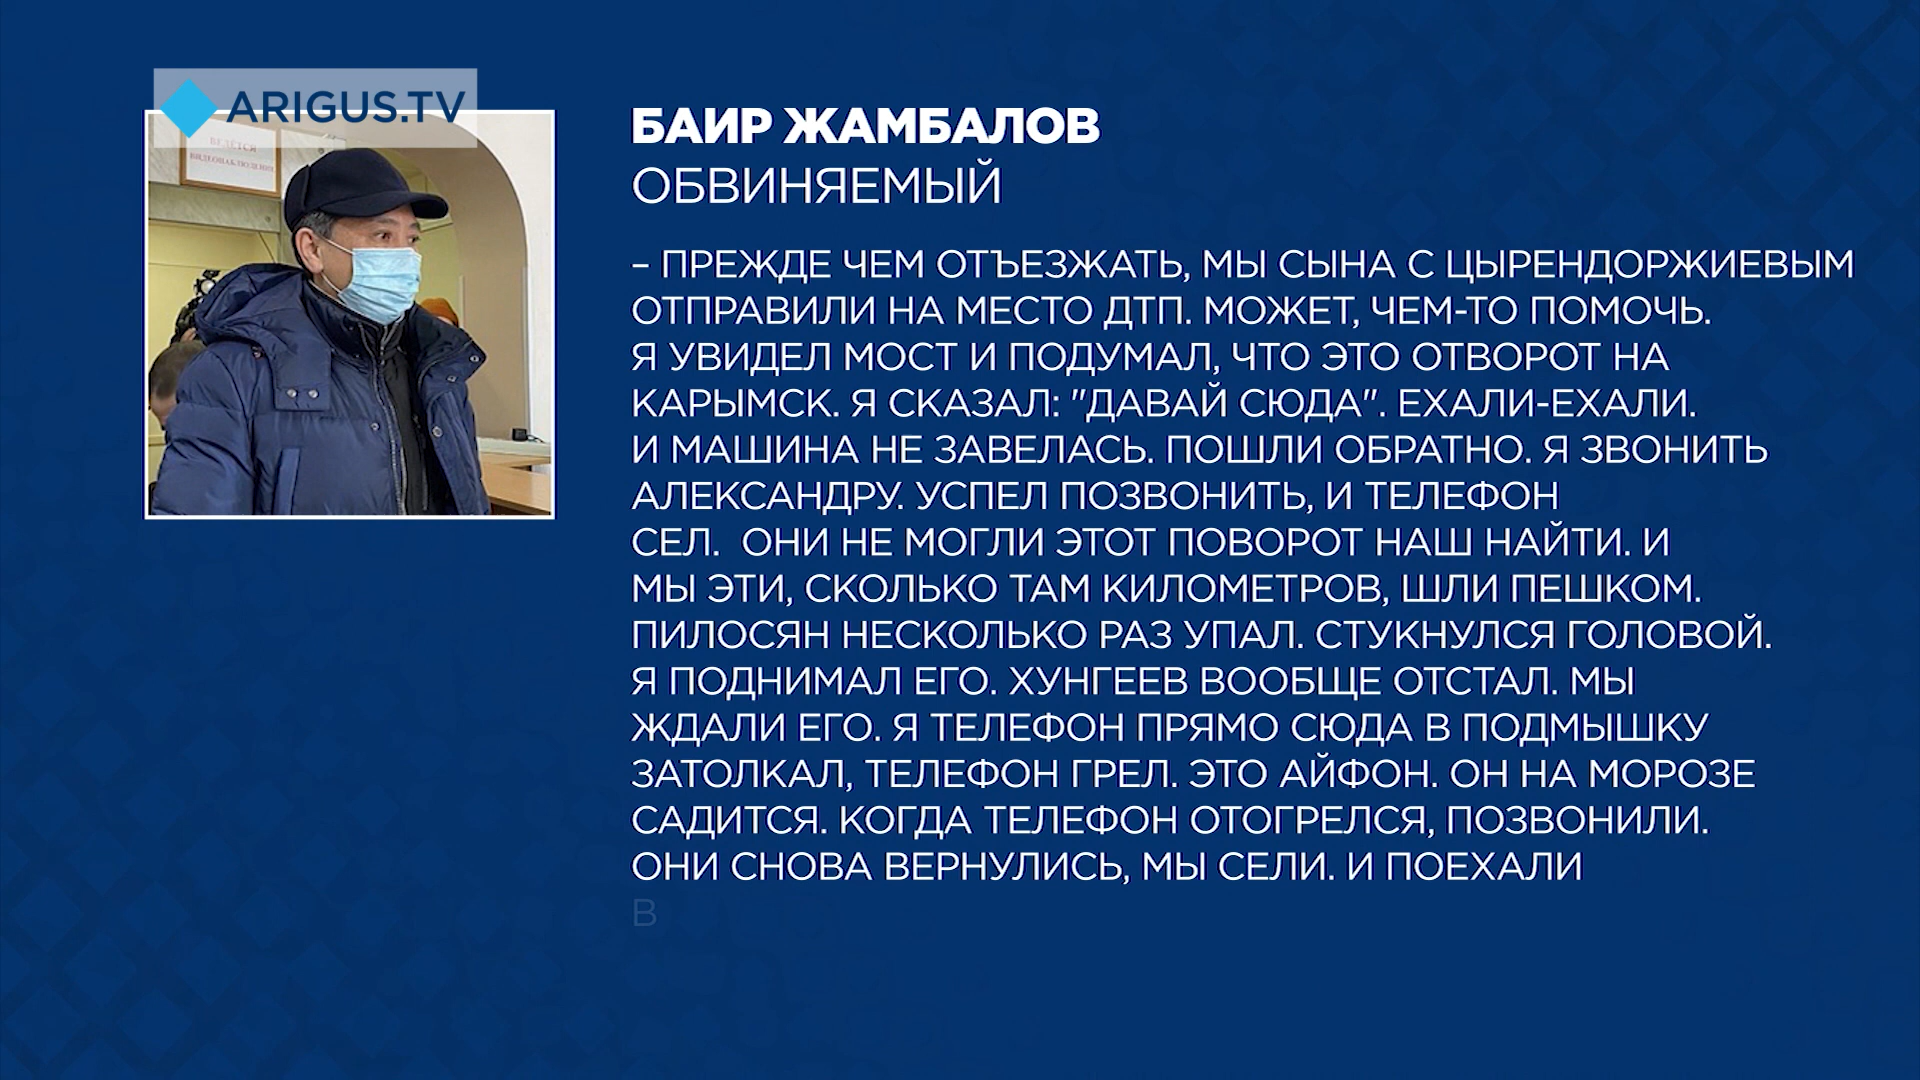 ARIGUS.TV
ВЕДЁТСЯ
ВИДЕОНАБЛЮДЕНИЕ
БАИР ЖАМБАЛОВ
ОБВИНЯЕМЫЙ
– ПРЕЖДЕ ЧЕМ ОТЪЕЗЖАТЬ, МЫ СЫНА С ЦЫРЕНДОРЖИЕВЫМ
ОТПРАВИЛИ НА МЕСТО ДТП. МОЖЕТ, ЧЕМ-ТО ПОМОЧЬ.
Я УВИДЕЛ МОСТ И ПОДУМАЛ, ЧТО ЭТО ОТВОРОТ НА
КАРЫМСК. Я СКАЗАЛ: "ДАВАЙ СЮДА". ЕХАЛИ-ЕХАЛИ.
И МАШИНА НЕ ЗАВЕЛАСЬ. ПОШЛИ ОБРАТНО. Я ЗВОНИТЬ
АЛЕКСАНДРУ. УСПЕЛ ПОЗВОНИТЬ, И ТЕЛЕФОН
СЕЛ.  ОНИ НЕ МОГЛИ ЭТОТ ПОВОРОТ НАШ НАЙТИ. И
МЫ ЭТИ, СКОЛЬКО ТАМ КИЛОМЕТРОВ, ШЛИ ПЕШКОМ.
ПИЛОСЯН НЕСКОЛЬКО РАЗ УПАЛ. СТУКНУЛСЯ ГОЛОВОЙ.
Я ПОДНИМАЛ ЕГО. ХУНГЕЕВ ВООБЩЕ ОТСТАЛ. МЫ
ЖДАЛИ ЕГО. Я ТЕЛЕФОН ПРЯМО СЮДА В ПОДМЫШКУ
ЗАТОЛКАЛ, ТЕЛЕФОН ГРЕЛ. ЭТО АЙФОН. ОН НА МОРОЗЕ
САДИТСЯ. КОГДА ТЕЛЕФОН ОТОГРЕЛСЯ, ПОЗВОНИЛИ.
ОНИ СНОВА ВЕРНУЛИСЬ, МЫ СЕЛИ. И ПОЕХАЛИ
В